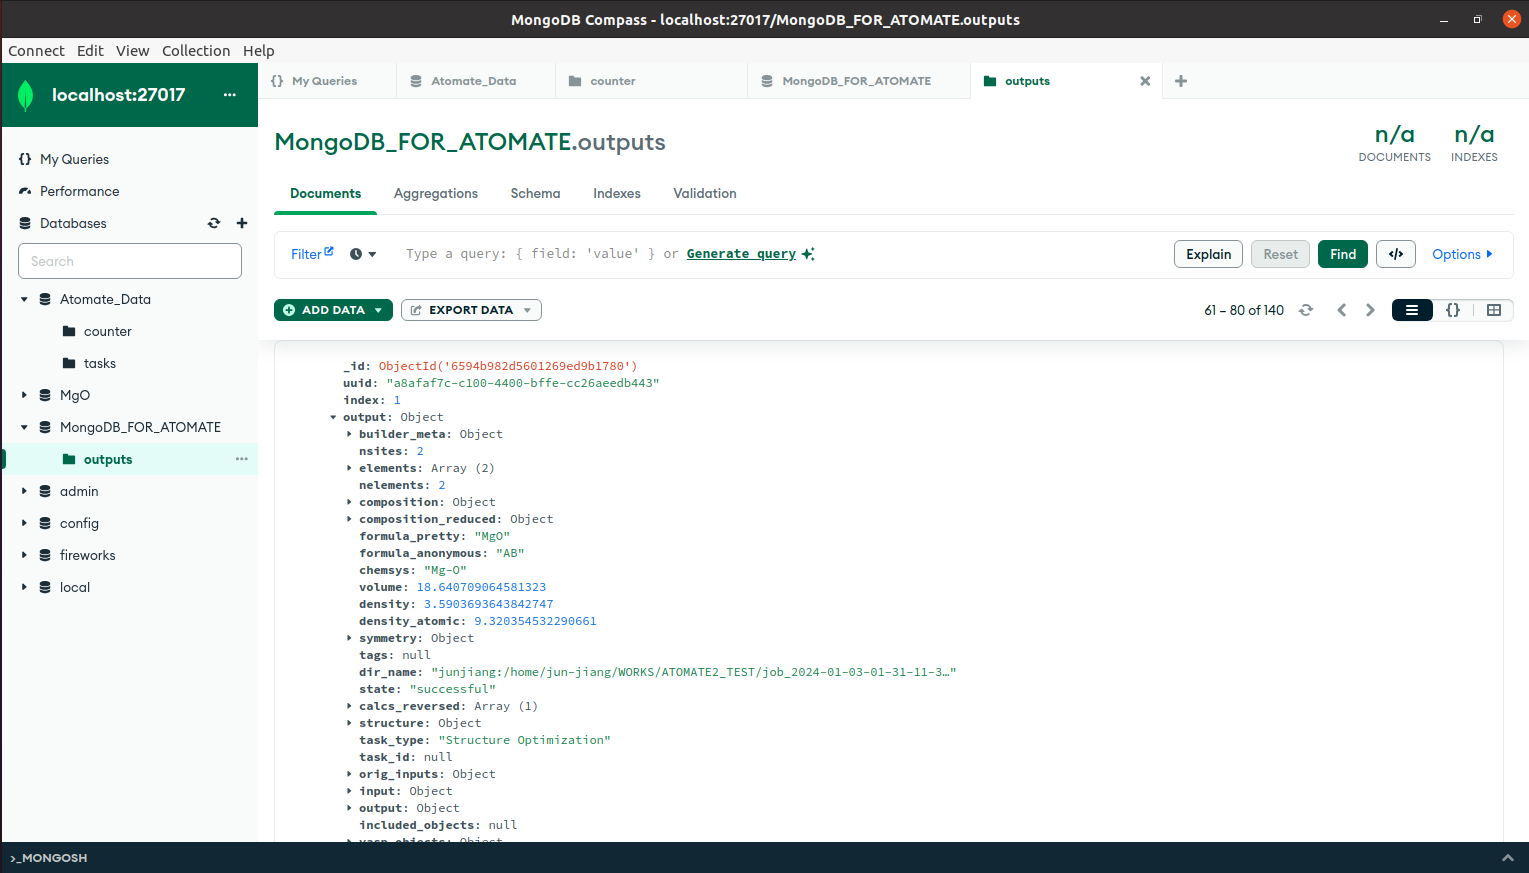 MongoDB Compass - localhost:27017/MongoDB_FOR_ATOMATE.outputs
Connect Edit View Collection Help
localhost:27017 ...
{} My Queries
Performance
Databases
Search
Atomate_Data
counter
tasks
MgO
MongoDB_FOR_ATOMATE
outputs ...
admin
config
fireworks
local
{} My Queries
Atomate_Data
counter
MongoDB_FOR_ATOMATE
outputs
MongoDB_FOR_ATOMATE.outputs
n/a
DOCUMENTS
n/a
INDEXES
Documents Aggregations Schema Indexes Validation
Filter Type a query: { field: 'value' } or Generate query Explain Reset Find </> Options
ADD DATA EXPORT DATA 61 – 80 of 140 {}
_id: ObjectId('6594b982d5601269ed9b1780')
uuid: "a8afaf7c-c100-4400-bffe-cc26aeedb443"
index: 1
output: Object
builder_meta: Object
nsites: 2
elements: Array (2)
nelements: 2
composition: Object
composition_reduced: Object
formula_pretty: "MgO"
formula_anonymous: "AB"
chemsys: "Mg-O"
volume: 18.640709064581323
density: 3.5903693643842747
density_atomic: 9.320354532290661
symmetry: Object
tags: null
dir_name: "junjiang:/home/jun-jiang/WORKS/ATOMATE2_TEST/job_2024-01-03-01-31-11-3…"
state: "successful"
calcs_reversed: Array (1)
structure: Object
task_type: "Structure Optimization"
task_id: null
orig_inputs: Object
input: Object
output: Object
included_objects: null
vasp_objects: Object
>_MONGOSH